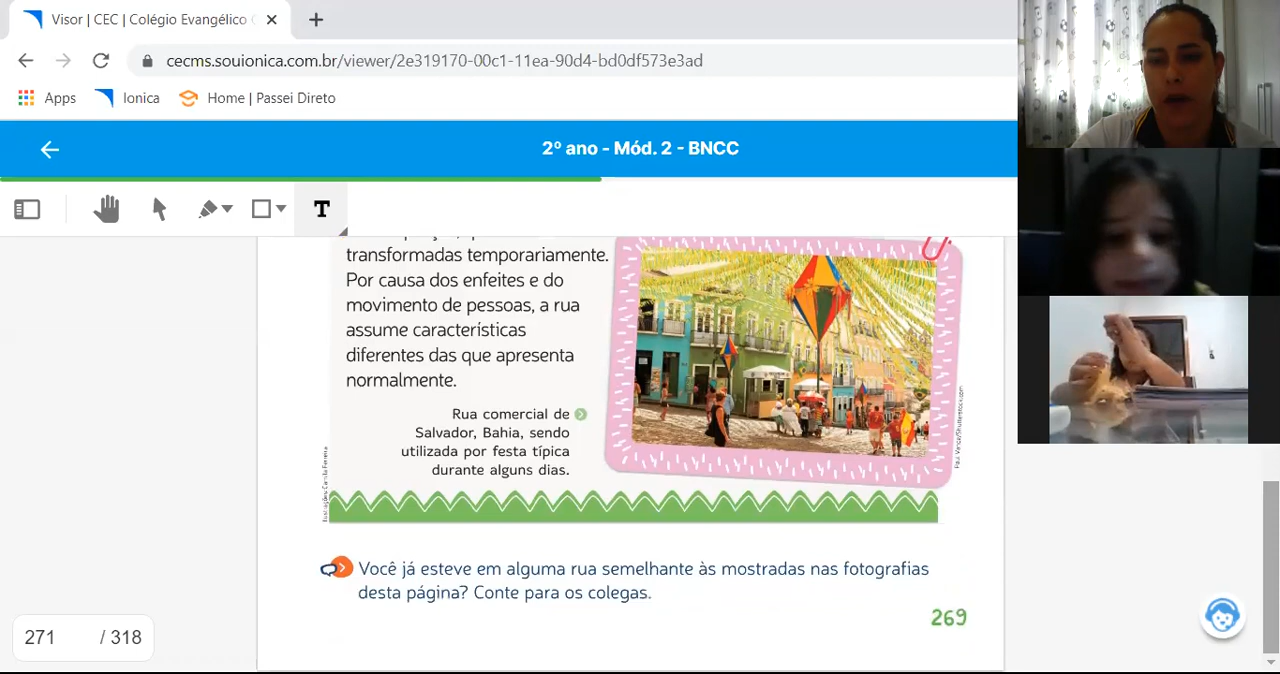 Visor | CEC | Colégio Evangélico
cecms.souionica.com.br/viewer/2e319170-00c1-11ea-90d4-bd0df573e3ad
Apps Ionica Home | Passei Direto
2º ano - Mód. 2 - BNCC
T
transformadas temporariamente.
Por causa dos enfeites e do
movimento de pessoas, a rua
assume características
diferentes das que apresenta
normalmente.
Rua comercial de
Salvador, Bahia, sendo
utilizada por festa típica
durante alguns dias.
Você já esteve em alguma rua semelhante às mostradas nas fotografias
desta página? Conte para os colegas.
269
271 / 318